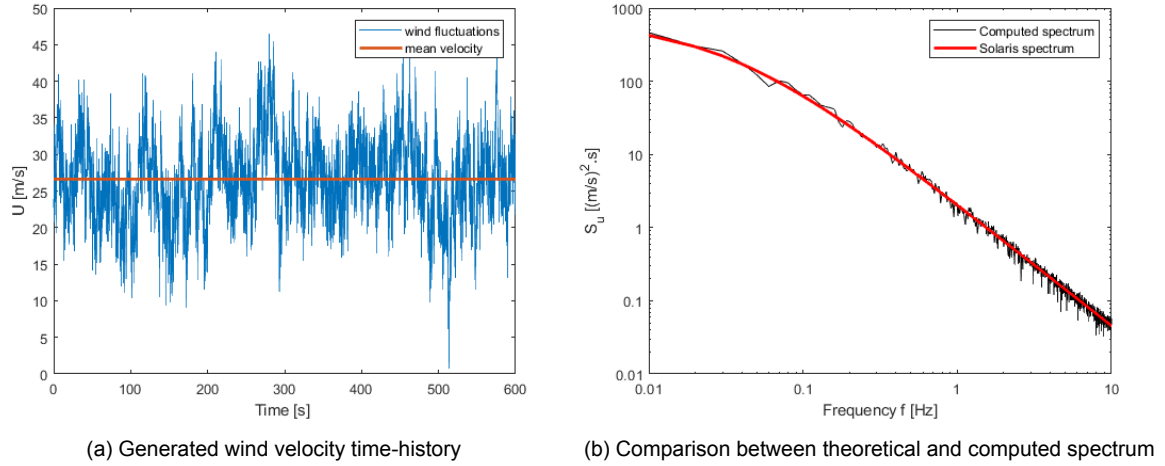 50
45
40
35
30
25
20
15
10
5
0
U [m/s]
wind fluctuations
mean velocity
0 100 200 300 400 500 600
Time [s]
(a) Generated wind velocity time-history
1000
100
10
1
0.1
0.01
S_u [(m/s)².s]
Computed spectrum
Solaris spectrum
0.01 0.1 1 10
Frequency f [Hz]
(b) Comparison between theoretical and computed spectrum